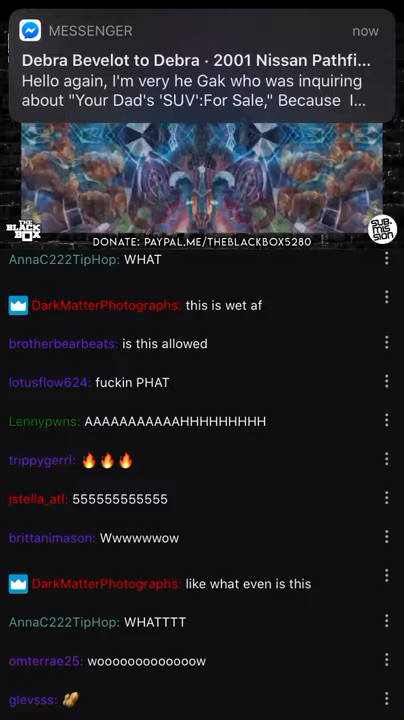 MESSENGER
now
Debra Bevelot to Debra · 2001 Nissan Pathfi...
Hello again, I'm very he Gak who was inquiring
about "Your Dad's 'SUV':For Sale," Because I...
THE
BLACK
BOX
DONATE: PAYPAL.ME/THEBLACKBOX5280
SUB.
MIS
SION
AnnaC222TipHop: WHAT
DarkMatterPhotographs: this is wet af
brotherbearbeats: is this allowed
lotusflow624: fuckin PHAT
Lennypwns: AAAAAAAAAAAHHHHHHHHH
trippygerrl: 🔥🔥🔥
jstella_atl: 555555555555
brittanimason: Wwwwwwow
DarkMatterPhotographs: like what even is this
AnnaC222TipHop: WHATTTT
omterrae25: wooooooooooooow
glevsss: 🥜